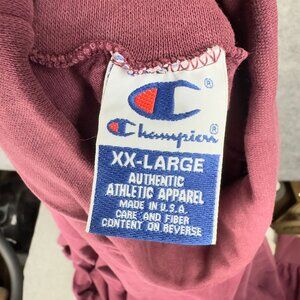 Champion
XX-LARGE
AUTHENTIC
ATHLETIC APPAREL
MADE IN U.S.A.
CARE AND FIBER
CONTENT ON REVERSE